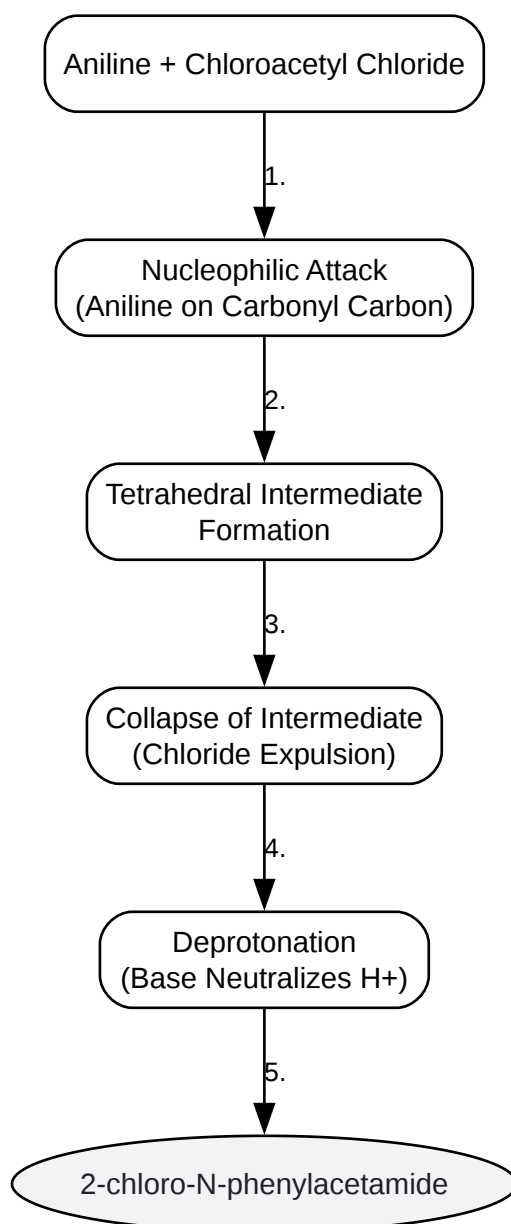 Aniline + Chloroacetyl Chloride
1.
Nucleophilic Attack
(Aniline on Carbonyl Carbon)
2.
Tetrahedral Intermediate
Formation
3.
Collapse of Intermediate
(Chloride Expulsion)
4.
Deprotonation
(Base Neutralizes H+)
5.
2-chloro-N-phenylacetamide